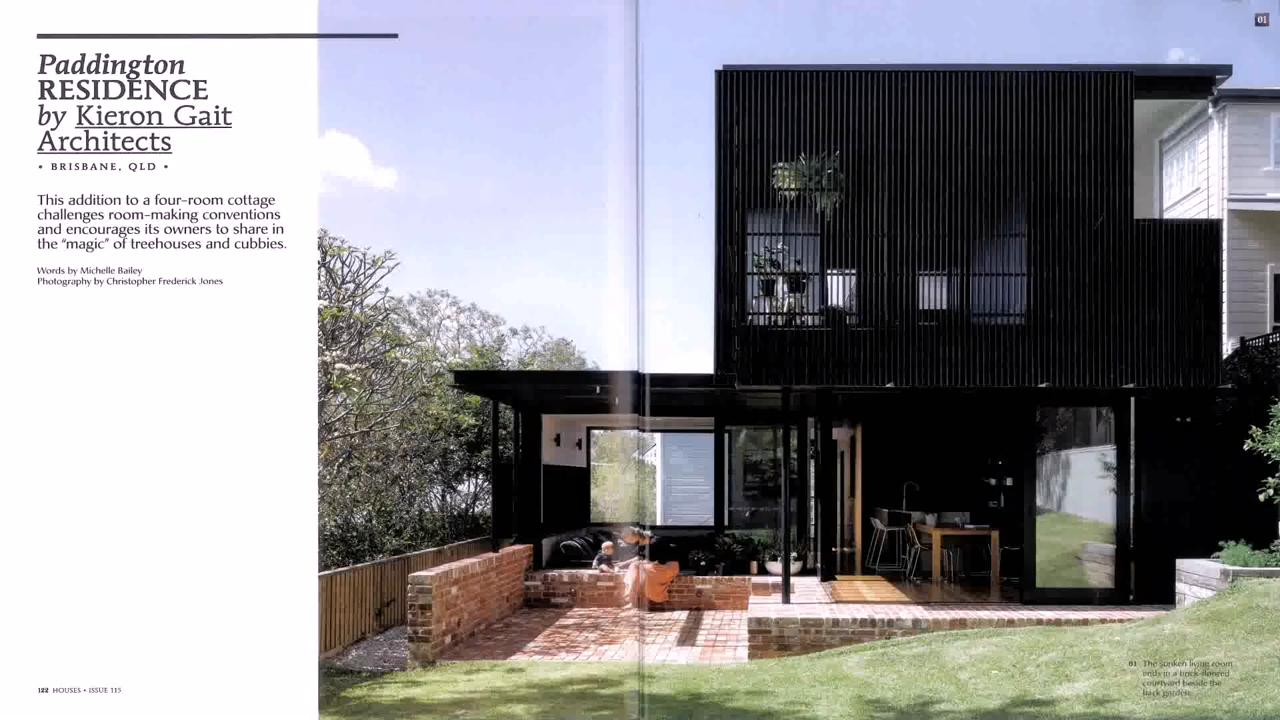 Paddington
RESIDENCE
by Kieron Gait
Architects
• BRISBANE, QLD •
This addition to a four-room cottage
challenges room-making conventions
and encourages its owners to share in
the “magic” of treehouses and cubbies.
Words by Michelle Bailey
Photography by Christopher Frederick Jones
122 HOUSES • ISSUE 115
01
01 The sunken living room
ends in a brick-floored
courtyard beside the
back garden.